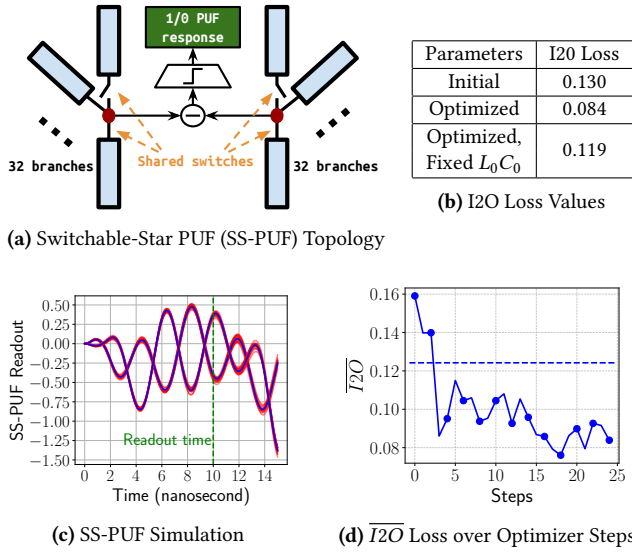 1/0 PUF
response
−
32 branches
Shared switches
32 branches
(a) Switchable-Star PUF (SS-PUF) Topology
Parameters I20 Loss
Initial 0.130
Optimized 0.084
Optimized,
Fixed L₀C₀ 0.119
(b) I2O Loss Values
0.50
0.25
0.00
−0.25
−0.50
−0.75
−1.00
−1.25
−1.50
SS-PUF Readout
Readout time
0 2 4 6 8 10 12 14
Time (nanosecond)
(c) SS-PUF Simulation
0.16
0.14
0.12
0.10
0.08
I2O
0 5 10 15 20 25
Steps
(d) I2O Loss over Optimizer Steps